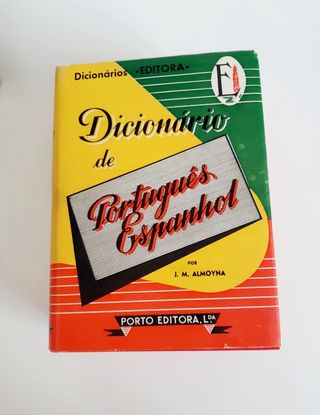 Dicionários «EDITORA»
E
Dicionário
de
Português
Espanhol
POR
J. M. ALMOYNA
PORTO EDITORA, L.DA